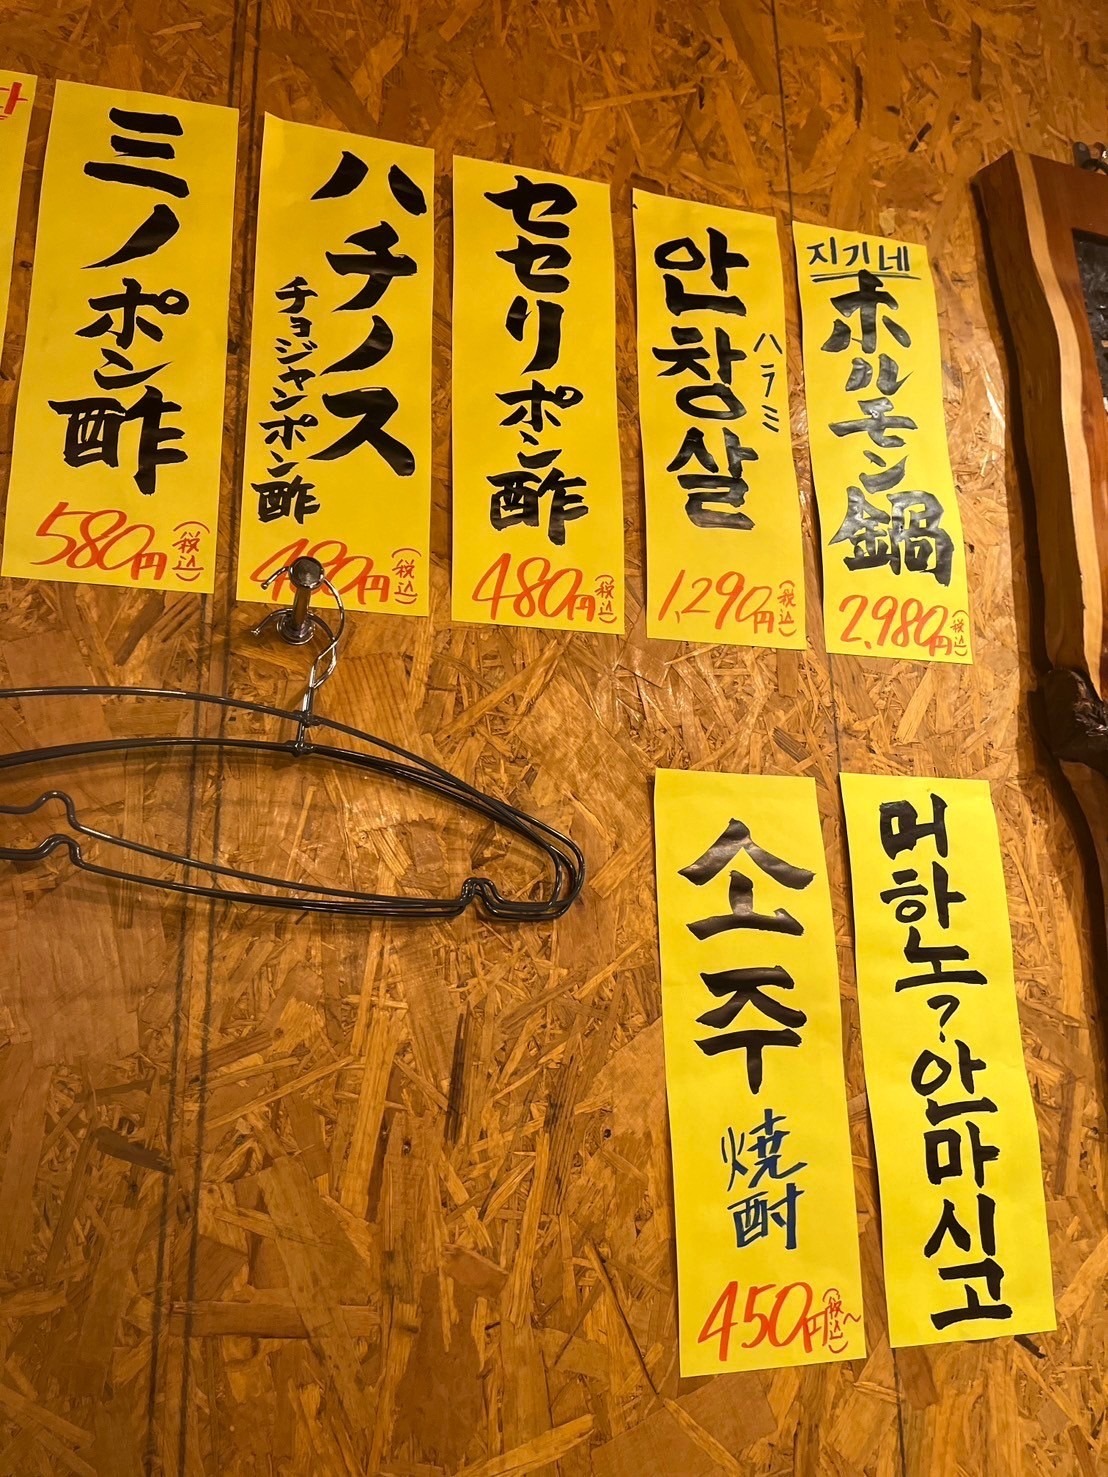 지기네
ホルモン鍋
2,980円(税込)
안창살
ハラミ
1,290円(税込)
セセリポン酢
480円(税込)
ハチノス
チョジャンポン酢
480円(税込)
ミノポン酢
580円(税込)
머하노?안마시고
소주
焼酎
450円(税込)~